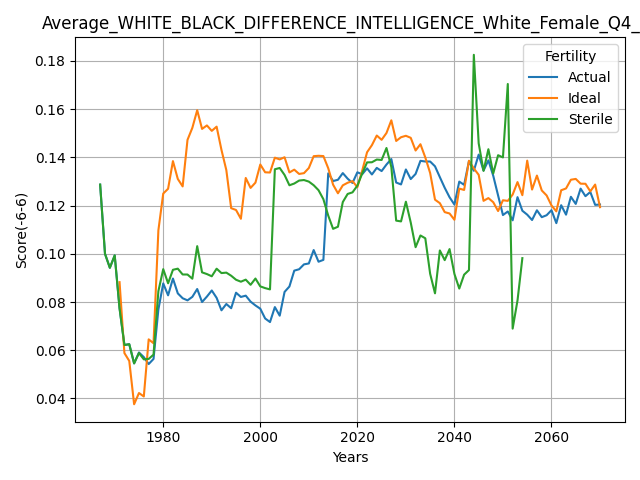 Average_WHITE_BLACK_DIFFERENCE_INTELLIGENCE_White_Female_Q4_
Fertility
Actual
Ideal
Sterile
Score(-6-6)
0.18
0.16
0.14
0.12
0.10
0.08
0.06
0.04
1980 2000 2020 2040 2060
Years